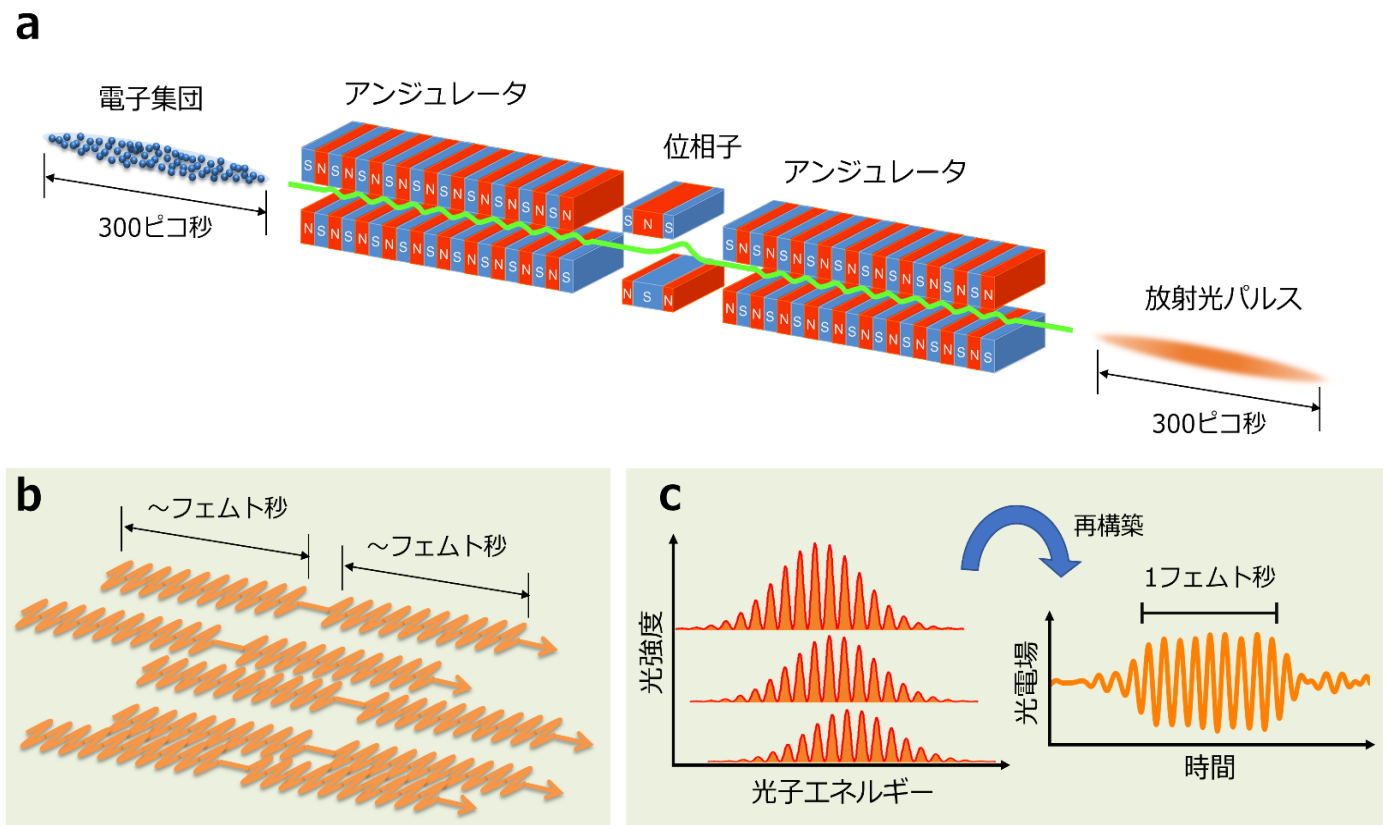 a
電子集団
アンジュレータ
位相子
アンジュレータ
300ピコ秒
S N S N S N S N S N S N S N S N S N S N
N S N S N S N S N S N S N S N S N S N S
S N S
N S N
S N S N S N S N S N S N S N S N S N S N
N S N S N S N S N S N S N S N S N S N S
放射光パルス
300ピコ秒
b
~フェムト秒
~フェムト秒
c
再構築
光強度
光子エネルギー
1フェムト秒
光電場
時間